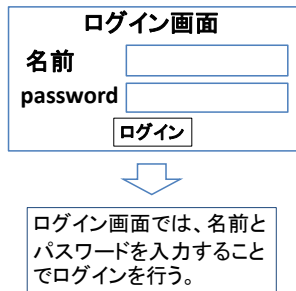 ログイン画面
名前
password
ログイン
ログイン画面では、名前と
パスワードを入力すること
でログインを行う。